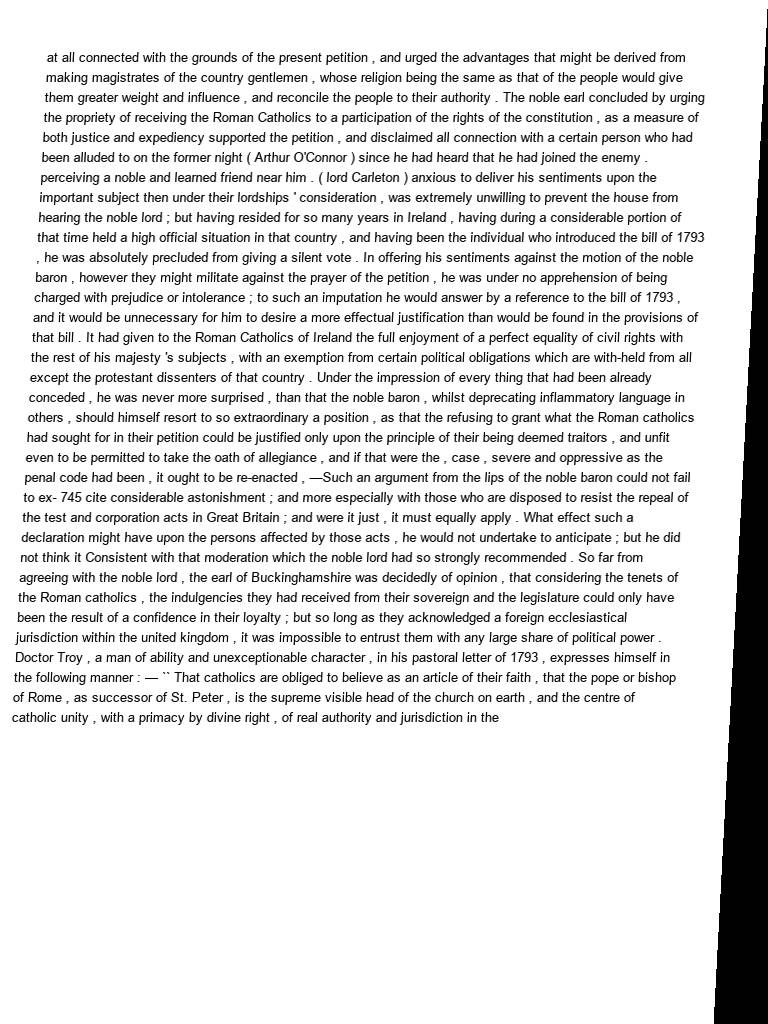 at all connected with the grounds of the present petition , and urged the advantages that might be derived from
making magistrates of the country gentlemen , whose religion being the same as that of the people would give
them greater weight and influence , and reconcile the people to their authority . The noble earl concluded by urging
the propriety of receiving the Roman Catholics to a participation of the rights of the constitution , as a measure of
both justice and expediency supported the petition , and disclaimed all connection with a certain person who had
been alluded to on the former night ( Arthur O'Connor ) since he had heard that he had joined the enemy .
perceiving a noble and learned friend near him . ( lord Carleton ) anxious to deliver his sentiments upon the
important subject then under their lordships ' consideration , was extremely unwilling to prevent the house from
hearing the noble lord ; but having resided for so many years in Ireland , having during a considerable portion of
that time held a high official situation in that country , and having been the individual who introduced the bill of 1793
, he was absolutely precluded from giving a silent vote . In offering his sentiments against the motion of the noble
baron , however they might militate against the prayer of the petition , he was under no apprehension of being
charged with prejudice or intolerance ; to such an imputation he would answer by a reference to the bill of 1793 ,
and it would be unnecessary for him to desire a more effectual justification than would be found in the provisions of
that bill . It had given to the Roman Catholics of Ireland the full enjoyment of a perfect equality of civil rights with
the rest of his majesty 's subjects , with an exemption from certain political obligations which are with-held from all
except the protestant dissenters of that country . Under the impression of every thing that had been already
conceded , he was never more surprised , than that the noble baron , whilst deprecating inflammatory language in
others , should himself resort to so extraordinary a position , as that the refusing to grant what the Roman catholics
had sought for in their petition could be justified only upon the principle of their being deemed traitors , and unfit
even to be permitted to take the oath of allegiance , and if that were the , case , severe and oppressive as the
penal code had been , it ought to be re-enacted , —Such an argument from the lips of the noble baron could not fail
to ex- 745 cite considerable astonishment ; and more especially with those who are disposed to resist the repeal of
the test and corporation acts in Great Britain ; and were it just , it must equally apply . What effect such a
declaration might have upon the persons affected by those acts , he would not undertake to anticipate ; but he did
not think it Consistent with that moderation which the noble lord had so strongly recommended . So far from
agreeing with the noble lord , the earl of Buckinghamshire was decidedly of opinion , that considering the tenets of
the Roman catholics , the indulgencies they had received from their sovereign and the legislature could only have
been the result of a confidence in their loyalty ; but so long as they acknowledged a foreign ecclesiastical
jurisdiction within the united kingdom , it was impossible to entrust them with any large share of political power .
Doctor Troy , a man of ability and unexceptionable character , in his pastoral letter of 1793 , expresses himself in
the following manner : — `` That catholics are obliged to believe as an article of their faith , that the pope or bishop
of Rome , as successor of St. Peter , is the supreme visible head of the church on earth , and the centre of
catholic unity , with a primacy by divine right , of real authority and jurisdiction in the